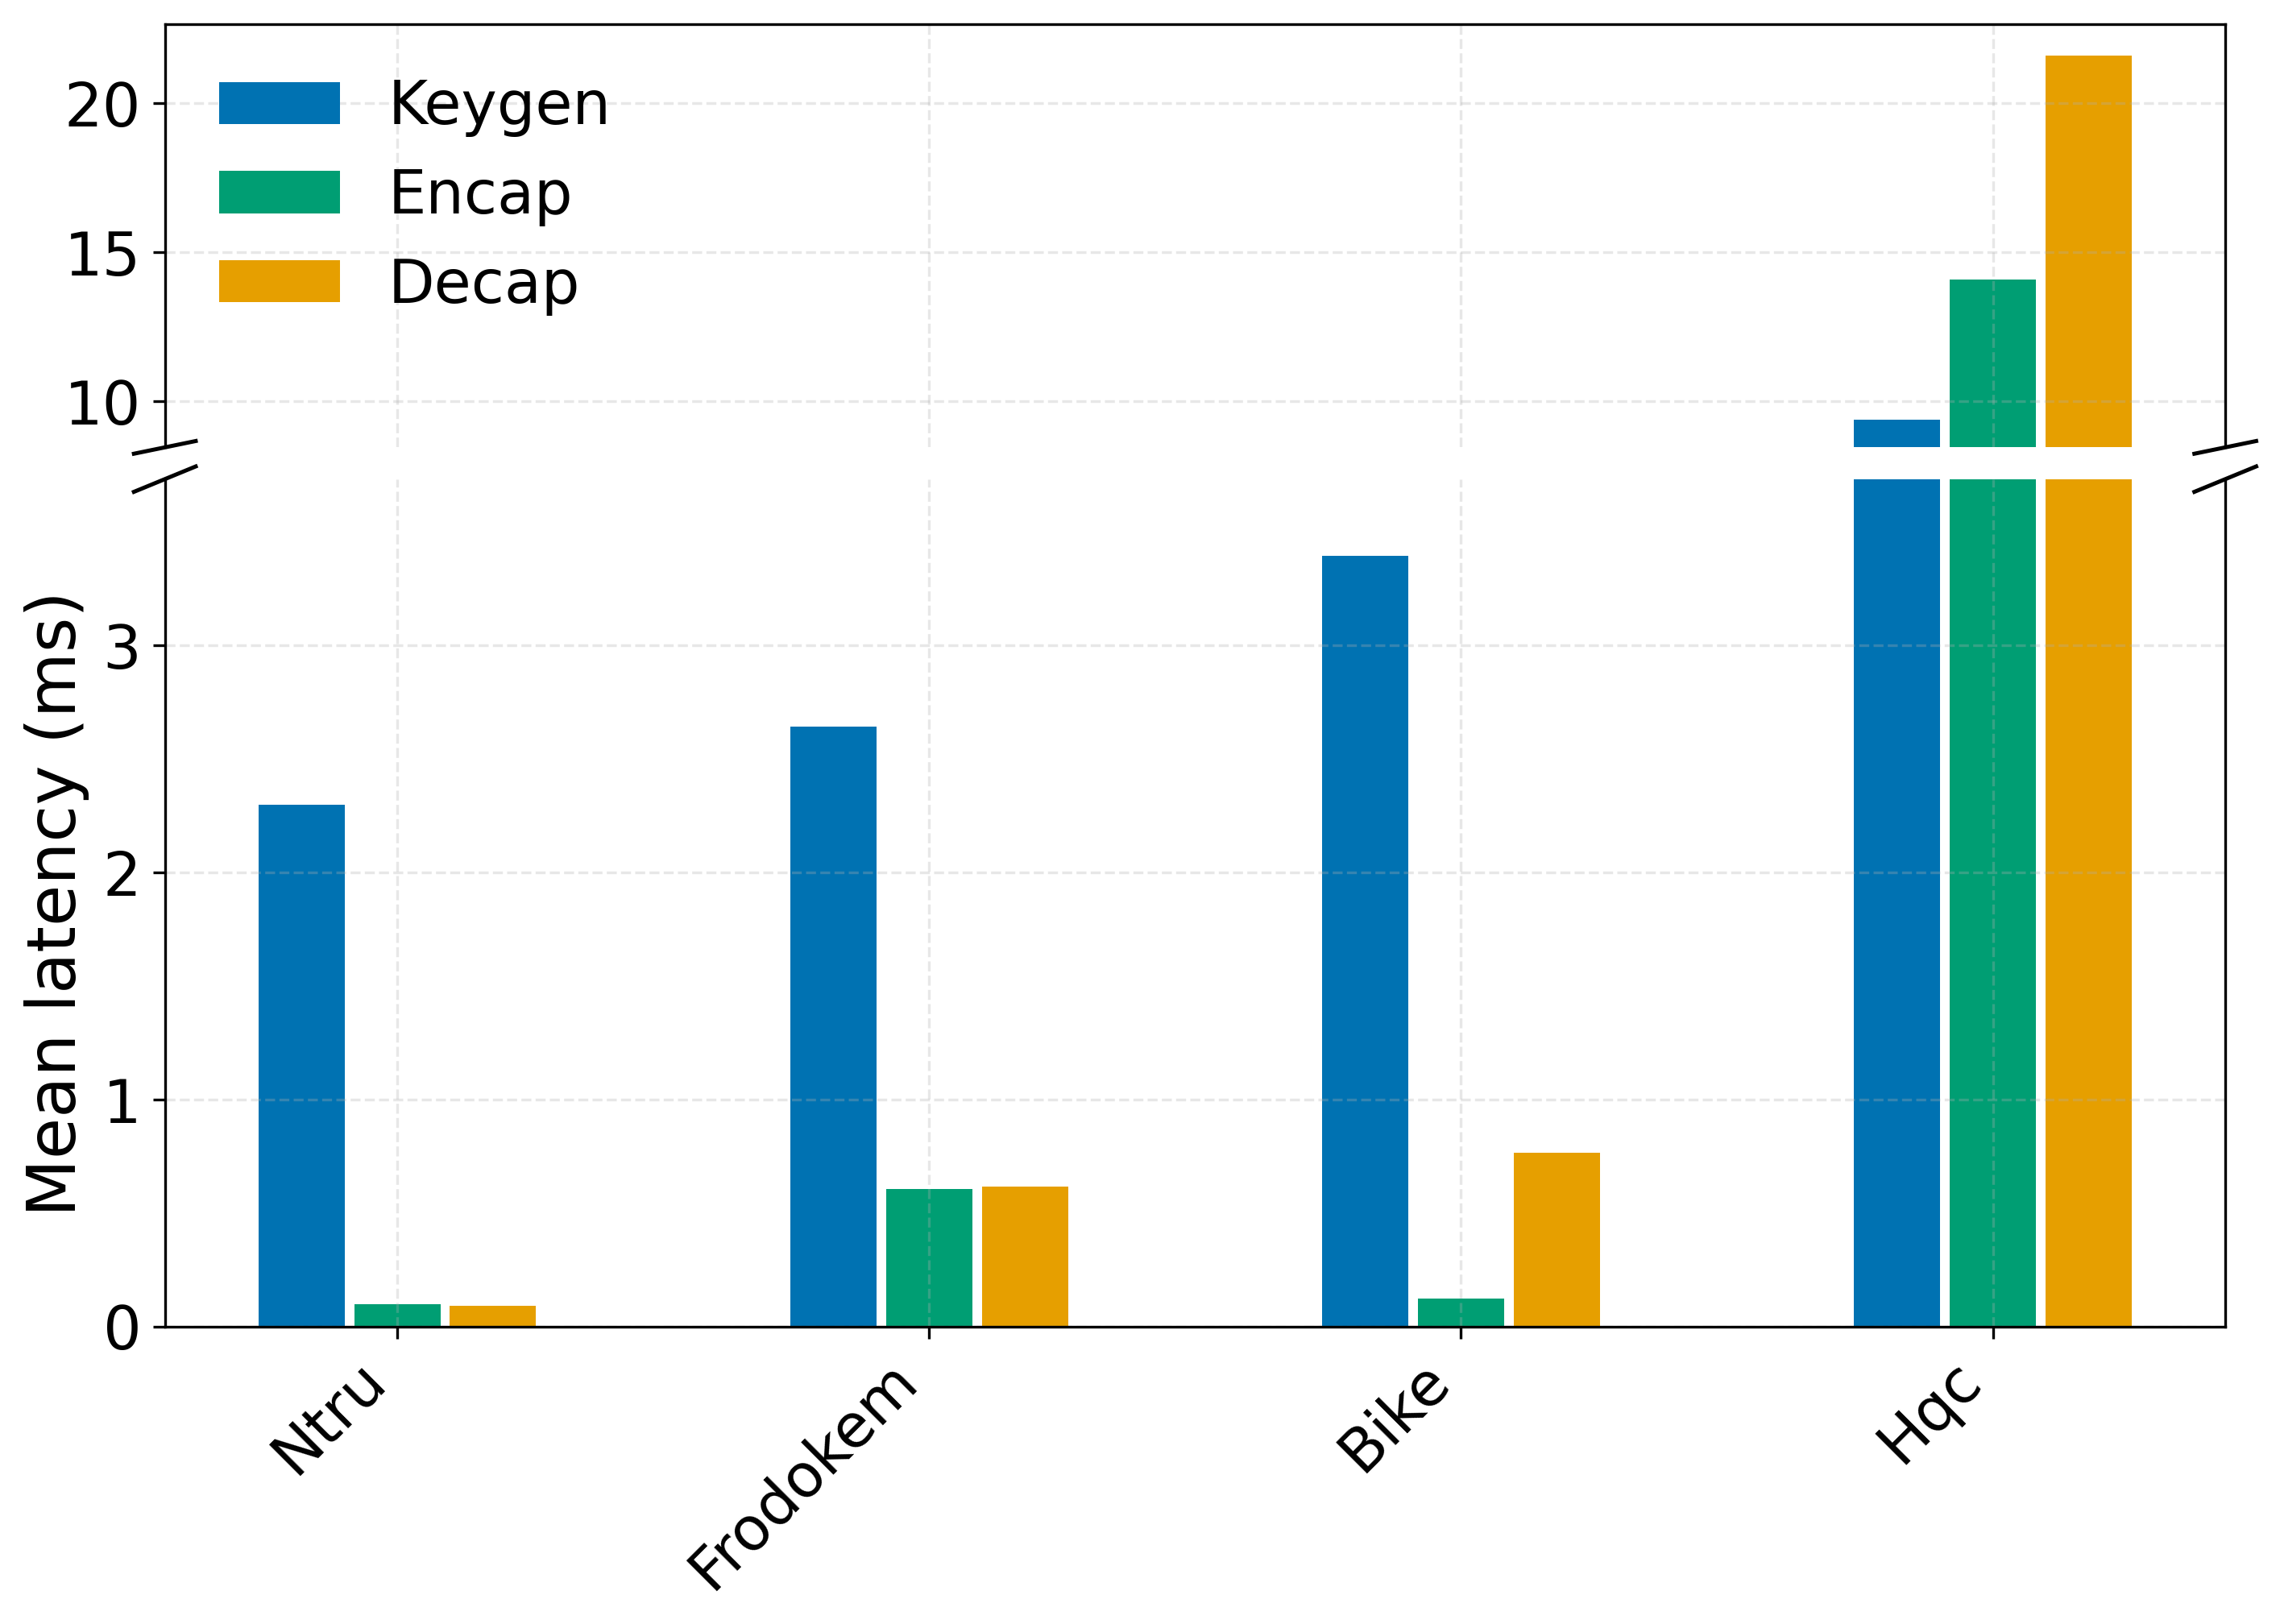 20
15
10
Keygen
Encap
Decap
Mean latency (ms)
3
2
1
0
Ntru
Frodokem
Bike
Hqc